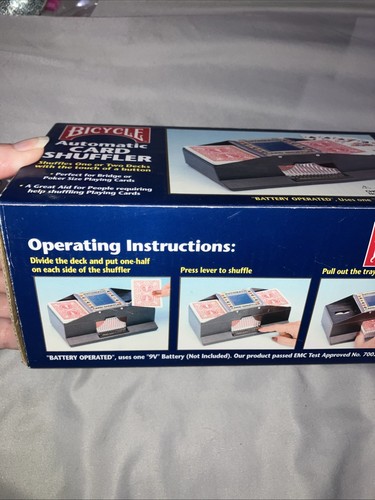 BICYCLE
Automatic
CARD
SHUFFLER
Shuffles One or Two Decks
with the touch of a button
• Perfect for Bridge or
Poker Size Playing Cards
• A Great Aid for People requiring
help shuffling Playing Cards
"BATTERY OPERATED", Uses one
Operating Instructions:
Divide the deck and put one-half
on each side of the shuffler
Press lever to shuffle
Pull out the tray
"BATTERY OPERATED", uses one "9V" Battery (Not Included). Our product passed EMC Test Approved No. 700